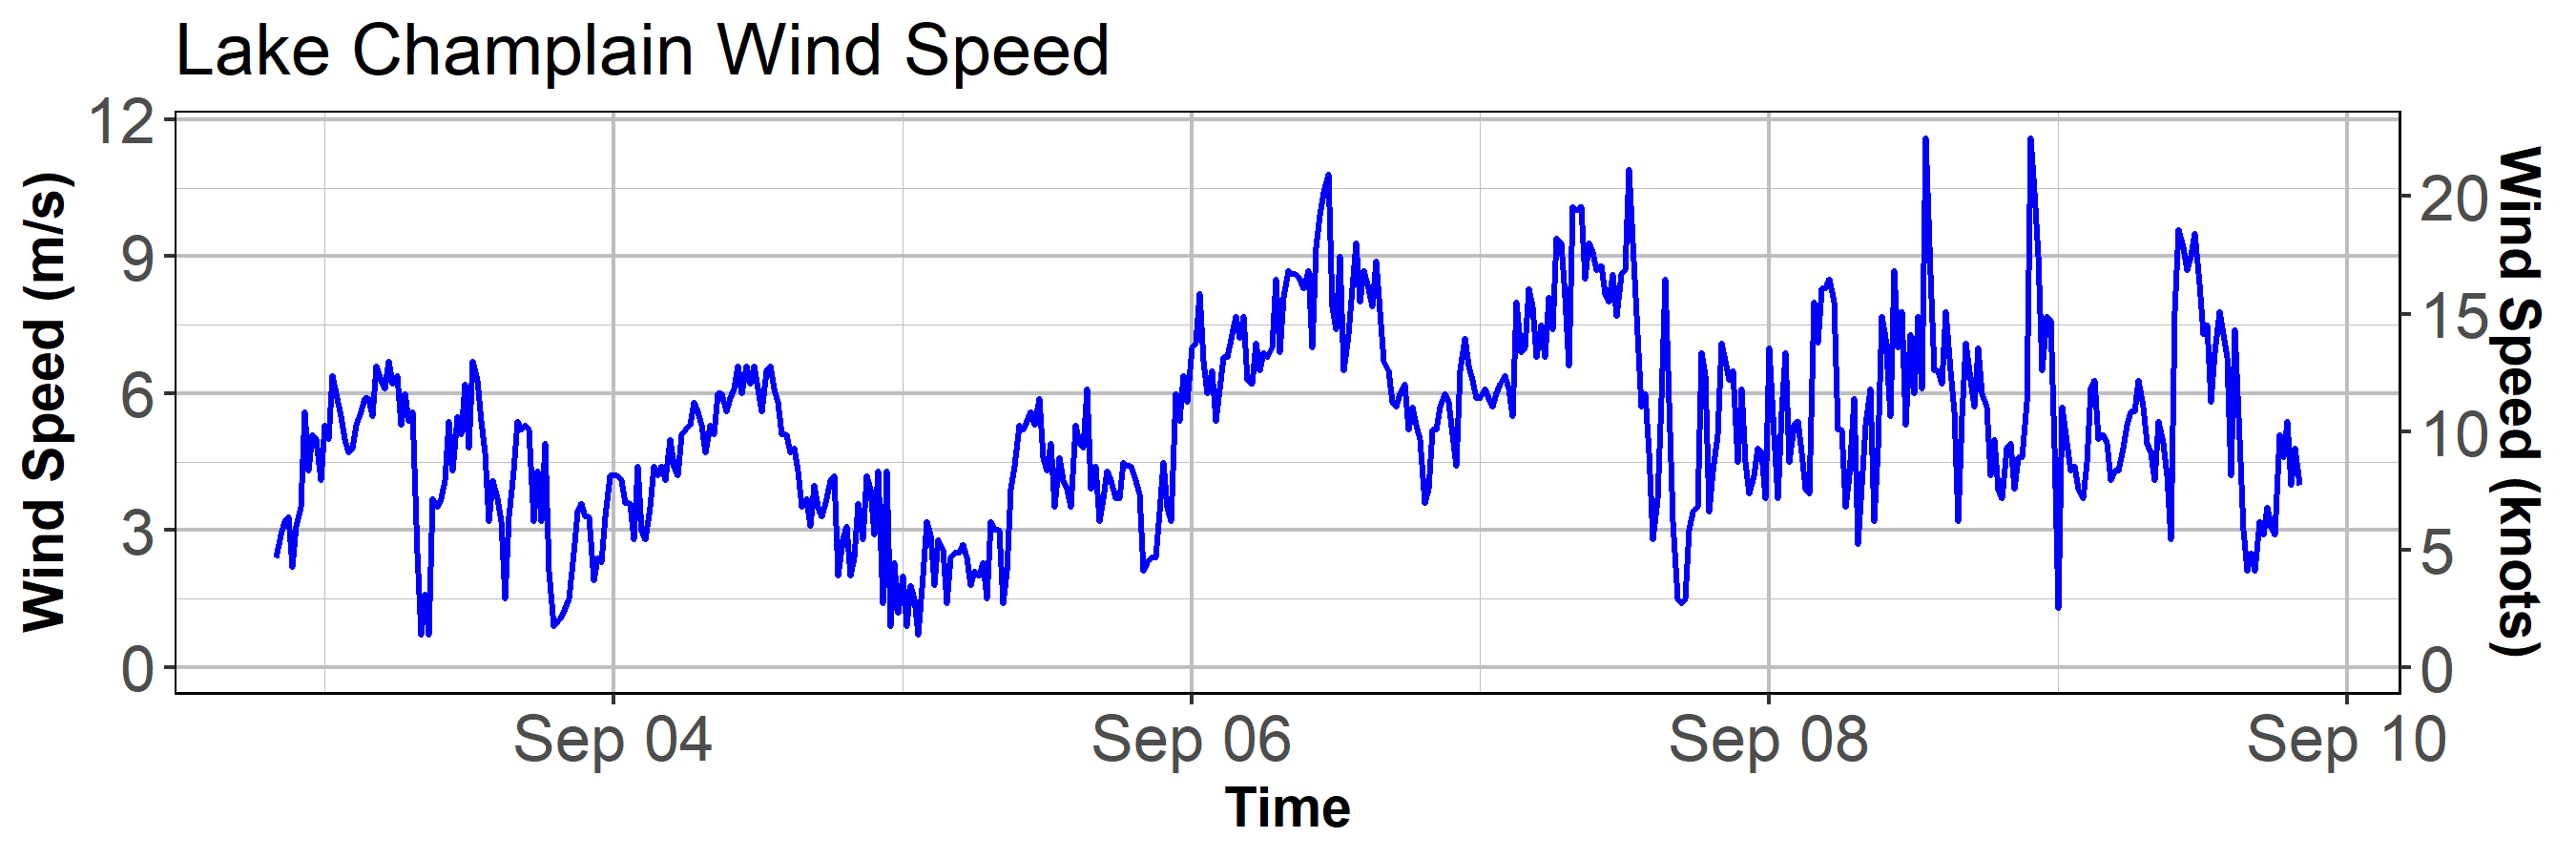 Lake Champlain Wind Speed
Wind Speed (m/s)
12
9
6
3
0
20
15
10
5
0
Wind Speed (knots)
Sep 04
Sep 06
Sep 08
Sep 10
Time